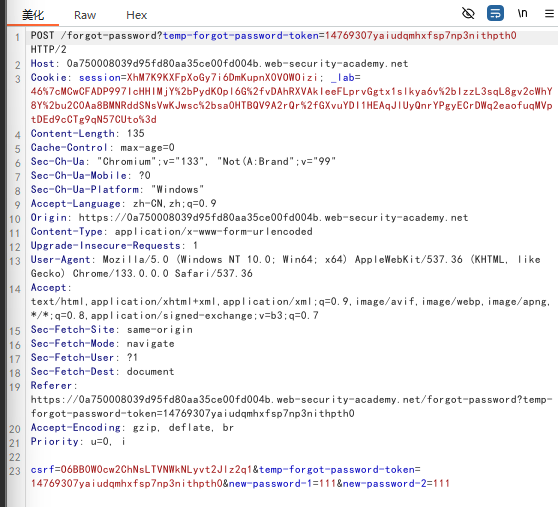 美化 Raw Hex \n
1 POST /forgot-password?temp-forgot-password-token=14769307yaiudqmhxfsp7np3nithpth0
HTTP/2
2 Host: 0a750008039d95fd80aa35ce00fd004b.web-security-academy.net
3 Cookie: session=XhM7K9KXFpXoGy7i6DmKupnXOVOWOizi; _lab=
46%7cMCwCFADP997lcHHIMjY%2bPydKOpl6G%2fvDAhRXVAkleeFLprvGgtx1slkya6v%2blzzL3sqL8gv2cWhY
8Y%2bu2COAa8BMNRddSNsVwKJwsc%2bsaOHTBQV9A2rQr%2fGXvuYDI1HEAqJlUyQnrYPgyECrDWq2eaofuqMVp
tDEd9cCTg9qN57CUto%3d
4 Content-Length: 135
5 Cache-Control: max-age=0
6 Sec-Ch-Ua: "Chromium";v="133", "Not(A:Brand";v="99"
7 Sec-Ch-Ua-Mobile: ?0
8 Sec-Ch-Ua-Platform: "Windows"
9 Accept-Language: zh-CN,zh;q=0.9
10 Origin: https://0a750008039d95fd80aa35ce00fd004b.web-security-academy.net
11 Content-Type: application/x-www-form-urlencoded
12 Upgrade-Insecure-Requests: 1
13 User-Agent: Mozilla/5.0 (Windows NT 10.0; Win64; x64) AppleWebKit/537.36 (KHTML, like
Gecko) Chrome/133.0.0.0 Safari/537.36
14 Accept:
text/html,application/xhtml+xml,application/xml;q=0.9,image/avif,image/webp,image/apng,
*/*;q=0.8,application/signed-exchange;v=b3;q=0.7
15 Sec-Fetch-Site: same-origin
16 Sec-Fetch-Mode: navigate
17 Sec-Fetch-User: ?1
18 Sec-Fetch-Dest: document
19 Referer:
https://0a750008039d95fd80aa35ce00fd004b.web-security-academy.net/forgot-password?temp-
forgot-password-token=14769307yaiudqmhxfsp7np3nithpth0
20 Accept-Encoding: gzip, deflate, br
21 Priority: u=0, i
22
23 csrf=O6BBOWOcw2ChNsLTVNWkNLyvt2Jlz2q1&temp-forgot-password-token=
14769307yaiudqmhxfsp7np3nithpth0&new-password-1=111&new-password-2=111